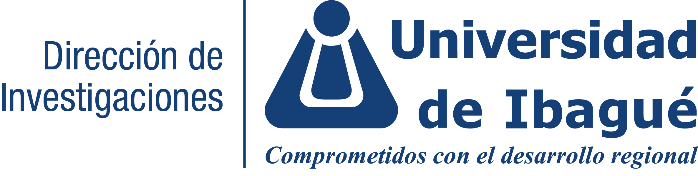 Dirección de
Investigaciones
Universidad
de Ibagué
Comprometidos con el desarrollo regional